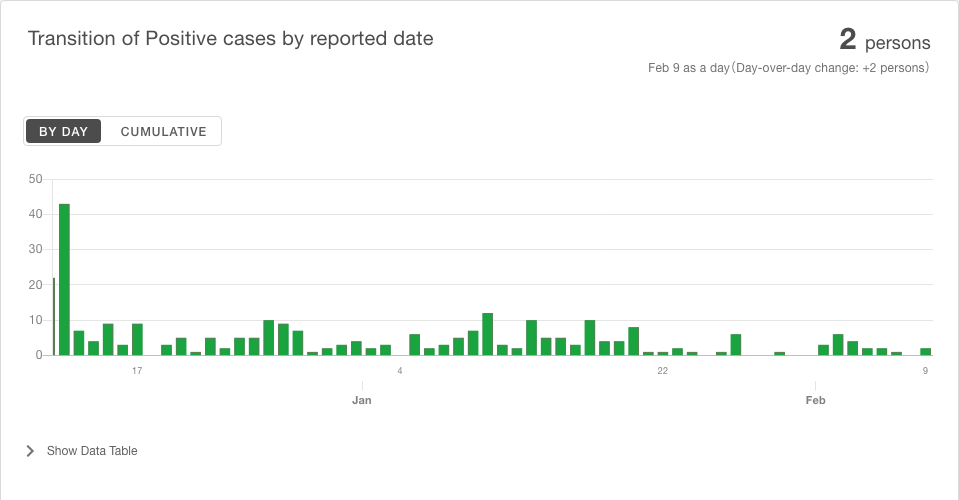 Transition of Positive cases by reported date
2 persons
Feb 9 as a day(Day-over-day change: +2 persons)
BY DAY
CUMULATIVE
50
40
30
20
10
0
17
4
22
9
Jan
Feb
Show Data Table